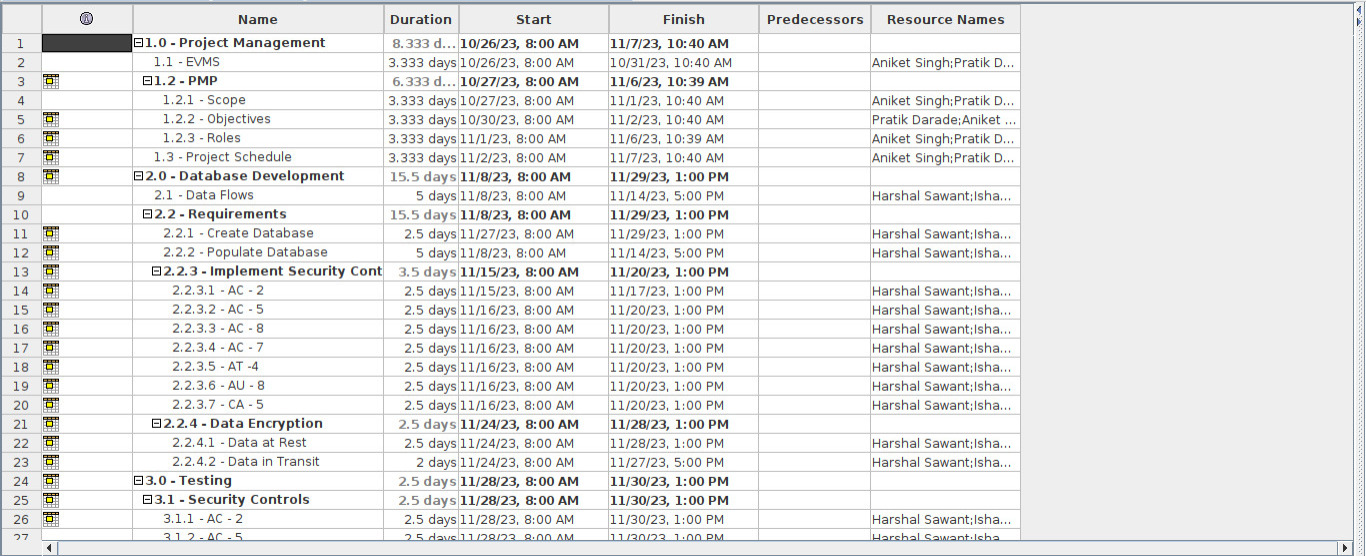 Name Duration Start Finish Predecessors Resource Names
1 1.0 - Project Management 8.333 d... 10/26/23, 8:00 AM 11/7/23, 10:40 AM
2 1.1 - EVMS 3.333 days 10/26/23, 8:00 AM 10/31/23, 10:40 AM Aniket Singh;Pratik D...
3 1.2 - PMP 6.333 d... 10/27/23, 8:00 AM 11/6/23, 10:39 AM
4 1.2.1 - Scope 3.333 days 10/27/23, 8:00 AM 11/1/23, 10:40 AM Aniket Singh;Pratik D...
5 1.2.2 - Objectives 3.333 days 10/30/23, 8:00 AM 11/2/23, 10:40 AM Pratik Darade;Aniket ...
6 1.2.3 - Roles 3.333 days 11/1/23, 8:00 AM 11/6/23, 10:39 AM Aniket Singh;Pratik D...
7 1.3 - Project Schedule 3.333 days 11/2/23, 8:00 AM 11/7/23, 10:40 AM Aniket Singh;Pratik D...
8 2.0 - Database Development 15.5 days 11/8/23, 8:00 AM 11/29/23, 1:00 PM
9 2.1 - Data Flows 5 days 11/8/23, 8:00 AM 11/14/23, 5:00 PM Harshal Sawant;Isha...
10 2.2 - Requirements 15.5 days 11/8/23, 8:00 AM 11/29/23, 1:00 PM
11 2.2.1 - Create Database 2.5 days 11/27/23, 8:00 AM 11/29/23, 1:00 PM Harshal Sawant;Isha...
12 2.2.2 - Populate Database 5 days 11/8/23, 8:00 AM 11/14/23, 5:00 PM Harshal Sawant;Isha...
13 2.2.3 - Implement Security Cont 3.5 days 11/15/23, 8:00 AM 11/20/23, 1:00 PM
14 2.2.3.1 - AC - 2 2.5 days 11/15/23, 8:00 AM 11/17/23, 1:00 PM Harshal Sawant;Isha...
15 2.2.3.2 - AC - 5 2.5 days 11/16/23, 8:00 AM 11/20/23, 1:00 PM Harshal Sawant;Isha...
16 2.2.3.3 - AC - 8 2.5 days 11/16/23, 8:00 AM 11/20/23, 1:00 PM Harshal Sawant;Isha...
17 2.2.3.4 - AC - 7 2.5 days 11/16/23, 8:00 AM 11/20/23, 1:00 PM Harshal Sawant;Isha...
18 2.2.3.5 - AT -4 2.5 days 11/16/23, 8:00 AM 11/20/23, 1:00 PM Harshal Sawant;Isha...
19 2.2.3.6 - AU - 8 2.5 days 11/16/23, 8:00 AM 11/20/23, 1:00 PM Harshal Sawant;Isha...
20 2.2.3.7 - CA - 5 2.5 days 11/16/23, 8:00 AM 11/20/23, 1:00 PM Harshal Sawant;Isha...
21 2.2.4 - Data Encryption 2.5 days 11/24/23, 8:00 AM 11/28/23, 1:00 PM
22 2.2.4.1 - Data at Rest 2.5 days 11/24/23, 8:00 AM 11/28/23, 1:00 PM Harshal Sawant;Isha...
23 2.2.4.2 - Data in Transit 2 days 11/24/23, 8:00 AM 11/27/23, 5:00 PM Harshal Sawant;Isha...
24 3.0 - Testing 2.5 days 11/28/23, 8:00 AM 11/30/23, 1:00 PM
25 3.1 - Security Controls 2.5 days 11/28/23, 8:00 AM 11/30/23, 1:00 PM
26 3.1.1 - AC - 2 2.5 days 11/28/23, 8:00 AM 11/30/23, 1:00 PM Harshal Sawant;Isha...
27 3.1.2 - AC - 5 2.5 days 11/28/23, 8:00 AM 11/30/23, 1:00 PM Harshal Sawant;Isha...